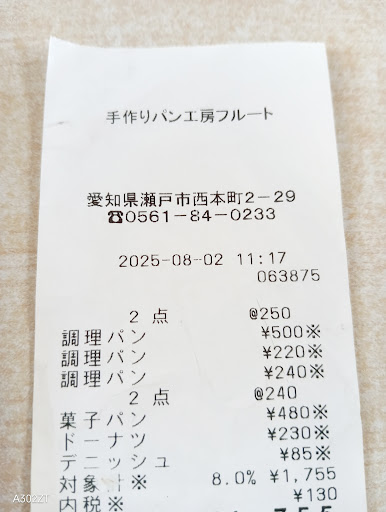 手作りパン工房フルート
愛知県瀬戸市西本町2-29
☎0561-84-0233
2025-08-02 11:17
063875
2 点 @250
調理パン ¥500※
調理パン ¥220※
調理パン ¥240※
2 点 @240
菓子パン ¥480※
ドーナツ ¥230※
デニッシュ ¥85※
対象計※ 8.0% ¥1,755
内税※ ¥130